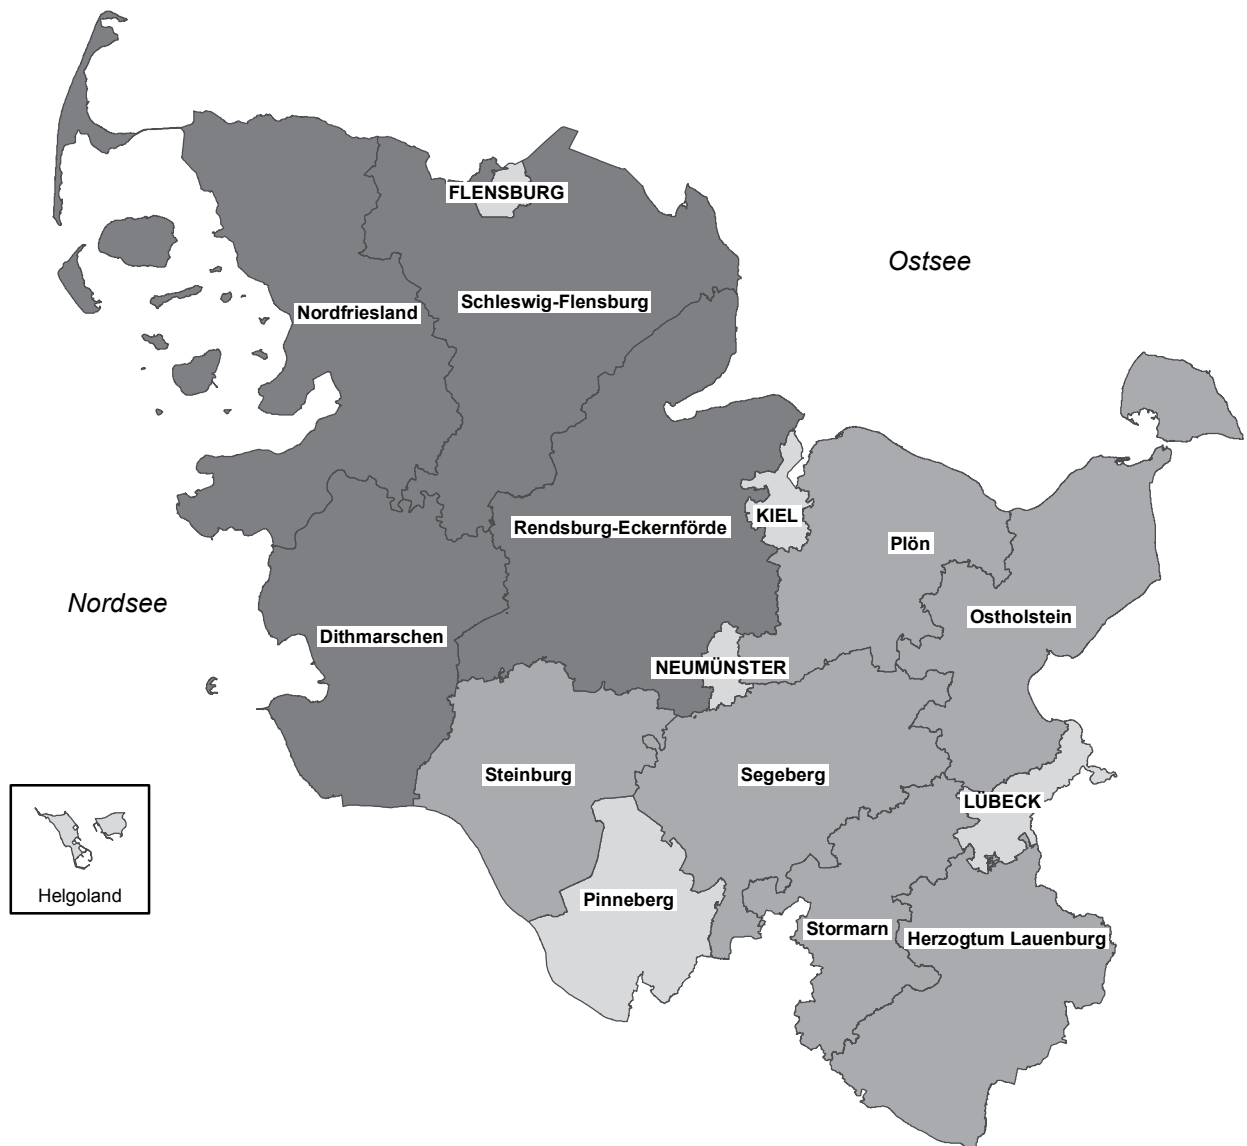 FLENSBURG
Ostsee
Schleswig-Flensburg
Nordfriesland
KIEL
Rendsburg-Eckernförde
Plön
Nordsee
Ostholstein
Dithmarschen
NEUMÜNSTER
Steinburg
Segeberg
LÜBECK
Helgoland
Pinneberg
Stormarn
Herzogtum Lauenburg